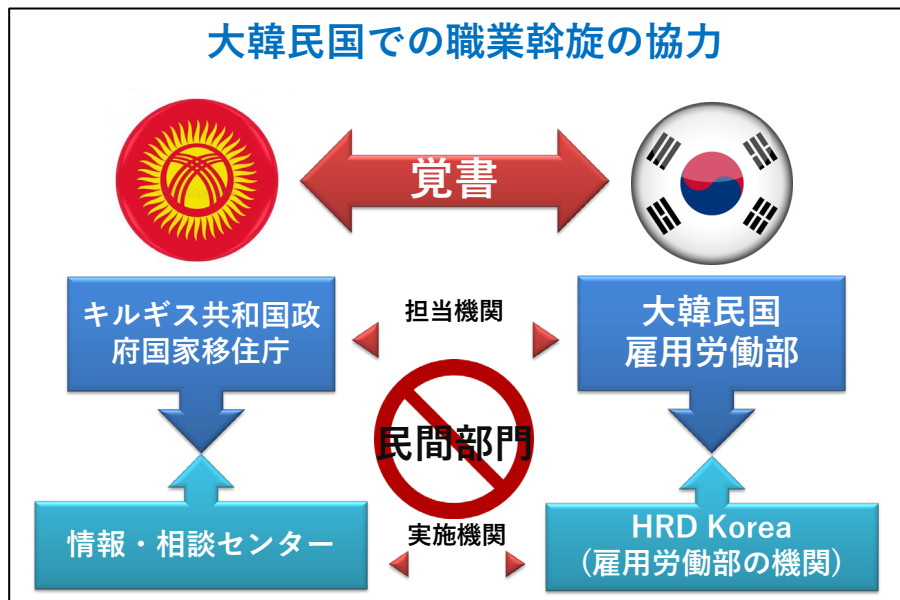 大韓民国での職業斡旋の協力
覚書
キルギス共和国政
府国家移住庁
担当機関
大韓民国
雇用労働部
民間部門
情報・相談センター
実施機関
HRD Korea
(雇用労働部の機関)